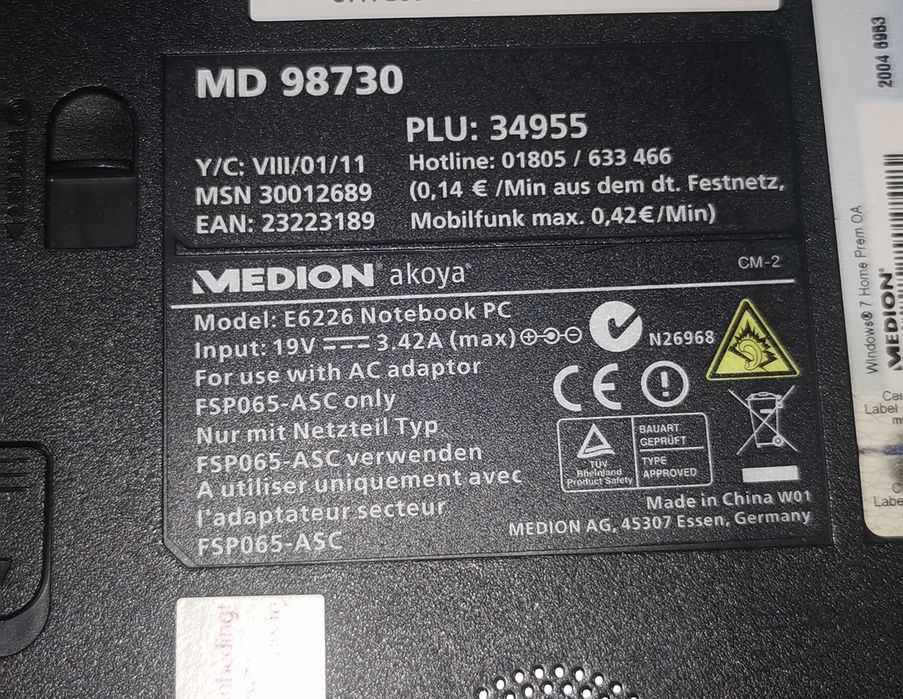 MD 98730
PLU: 34955
Y/C: VIII/01/11
Hotline: 01805 / 633 466
MSN 30012689
(0,14 € /Min aus dem dt. Festnetz,
EAN: 23223189
Mobilfunk max. 0,42€/Min)
MEDION® akoya®
CM-2
Model: E6226 Notebook PC
Input: 19V 3.42A (max)
N26968
For use with AC adaptor
FSP065-ASC only
Nur mit Netzteil Typ
FSP065-ASC verwenden
A utiliser uniquement avec
l'adaptateur secteur
FSP065-ASC
CE
TÜV
Rheinland
Product Safety
BAUART
GEPRÜFT
TYPE
APPROVED
Made in China W01
MEDION AG, 45307 Essen, Germany
2004 6963
Windows® 7 Home Prem OA
MEDION®
Label